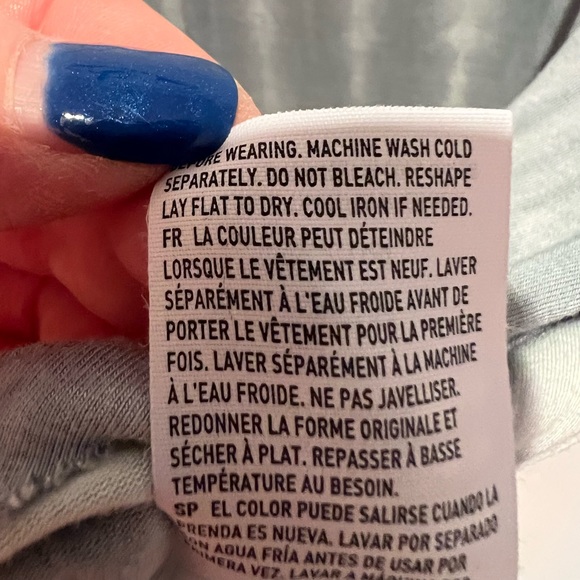 WEARING. MACHINE WASH COLD
SEPARATELY. DO NOT BLEACH. RESHAPE
LAY FLAT TO DRY. COOL IRON IF NEEDED.
FR LA COULEUR PEUT DÉTEINDRE
LORSQUE LE VÊTEMENT EST NEUF. LAVER
SÉPARÉMENT À L'EAU FROIDE AVANT DE
PORTER LE VÊTEMENT POUR LA PREMIÈRE
FOIS. LAVER SÉPARÉMENT À LA MACHINE
À L'EAU FROIDE. NE PAS JAVELLISER.
REDONNER LA FORME ORIGINALE ET
SÉCHER À PLAT. REPASSER À BASSE
TEMPÉRATURE AU BESOIN.
SP EL COLOR PUEDE SALIRSE CUANDO LA
PRENDA ES NUEVA. LAVAR POR SEPARADO
CON AGUA FRÍA ANTES DE USAR POR
PRIMERA VEZ. LAVAR A